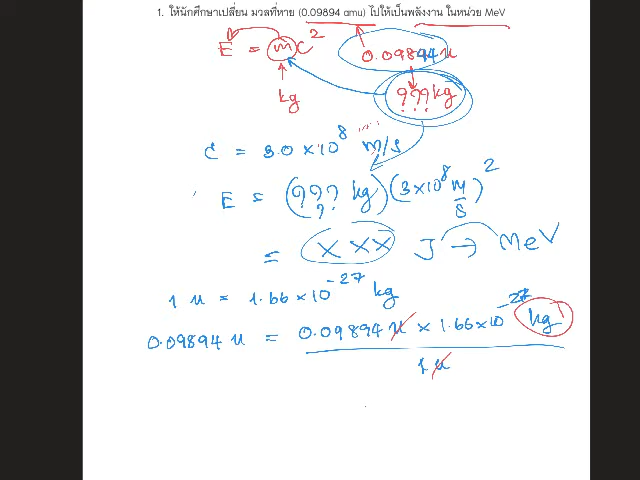 1. ให้นักศึกษาเปลี่ยน มวลที่หาย (0.09894 amu) ไปให้เป็นพลังงาน ในหน่วย MeV
E = mc² 0.09894 u
kg ??? kg
c = 3.0 × 10⁸ m/s
E = (??? kg)(3×10⁸ m/s)²
= XXX J → MeV
1 u = 1.66 × 10⁻²⁷ kg
0.09894 u = 0.09894 u × 1.66 × 10⁻²⁷ kg
1 u